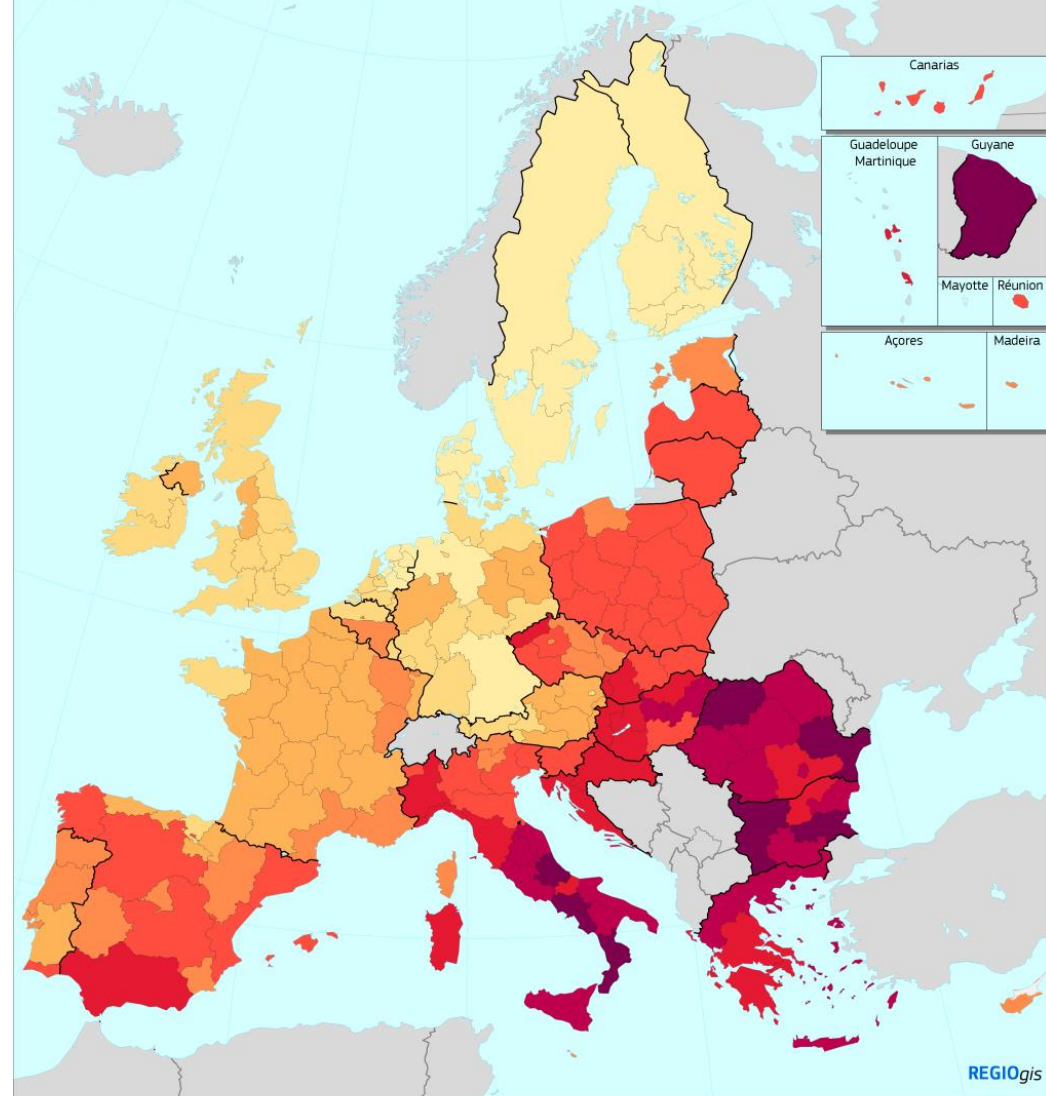 Canarias
Guadeloupe
Martinique
Guyane
Mayotte
Réunion
Açores
Madeira
REGIOgis